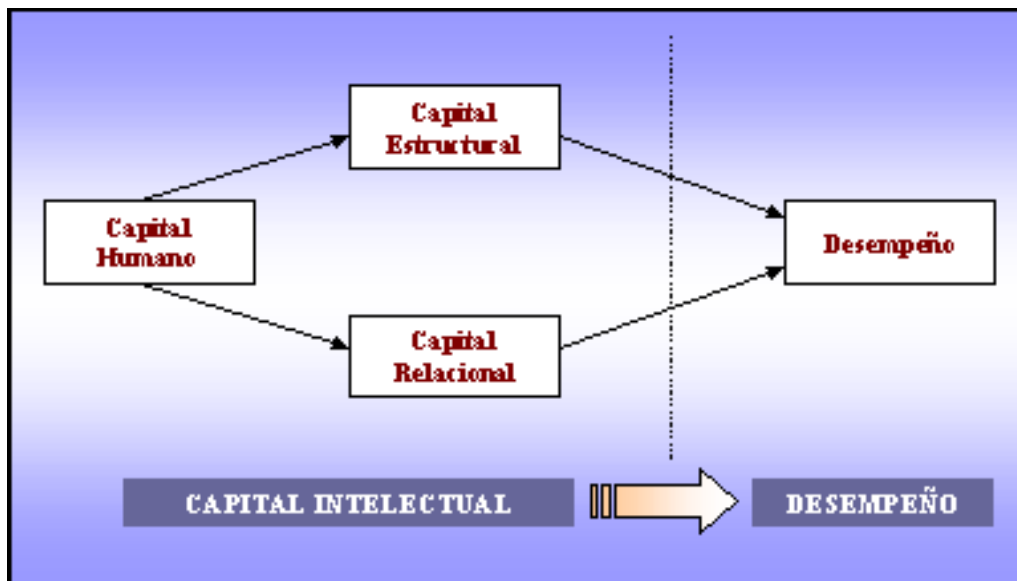 Capital
Estructural
Capital
Humano
Desempeño
Capital
Relacional
CAPITAL INTELECTUAL
DESEMPEÑO